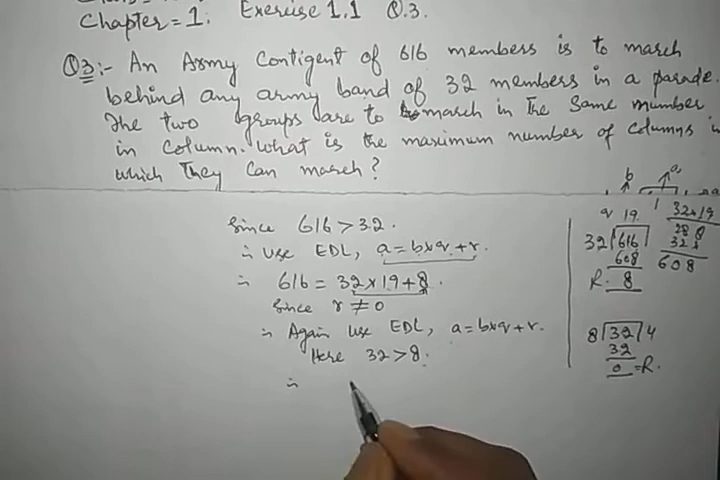 Chapter = 1. Exercise 1.1 Q.3.
Q3:- An Army Contigent of 616 members is to march
behind any army band of 32 members in a parade.
The two groups are to march in the same number
in column. what is the maximum number of columns in
which they can march?
Since 616 > 32.
∴ use EDL, a = b×q + r.
∴ 616 = 32×19+8.
Since r ≠ 0
∴ Again use EDL, a = b×q + r.
Here 32 > 8.
∴
b a
q 19. 1 32×19
32 616 288
608 32×
R. 8 608
8 32 4
32
0 = R.